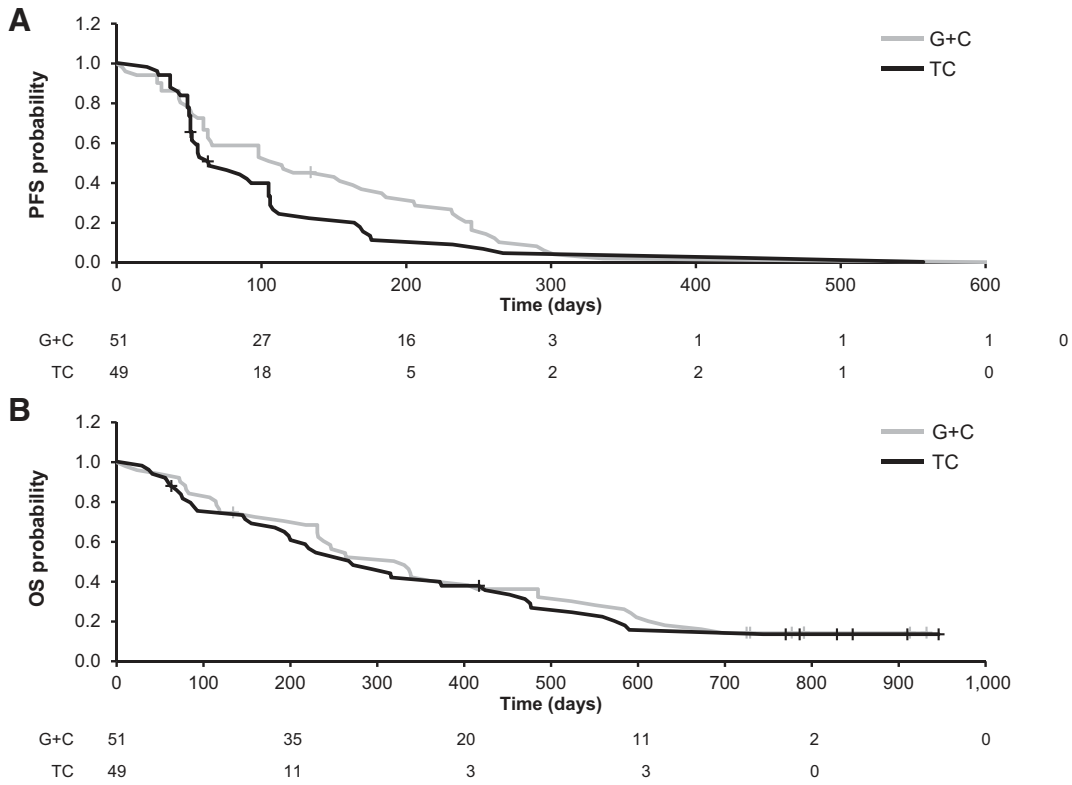 A
PFS probability
1.2
1.0
0.8
0.6
0.4
0.2
0.0
G+C
TC
0 100 200 300 400 500 600
Time (days)
G+C 51 27 16 3 1 1 1 0
TC 49 18 5 2 2 1 0
B
OS probability
1.2
1.0
0.8
0.6
0.4
0.2
0.0
G+C
TC
0 100 200 300 400 500 600 700 800 900 1,000
Time (days)
G+C 51 35 20 11 2 0
TC 49 11 3 3 0